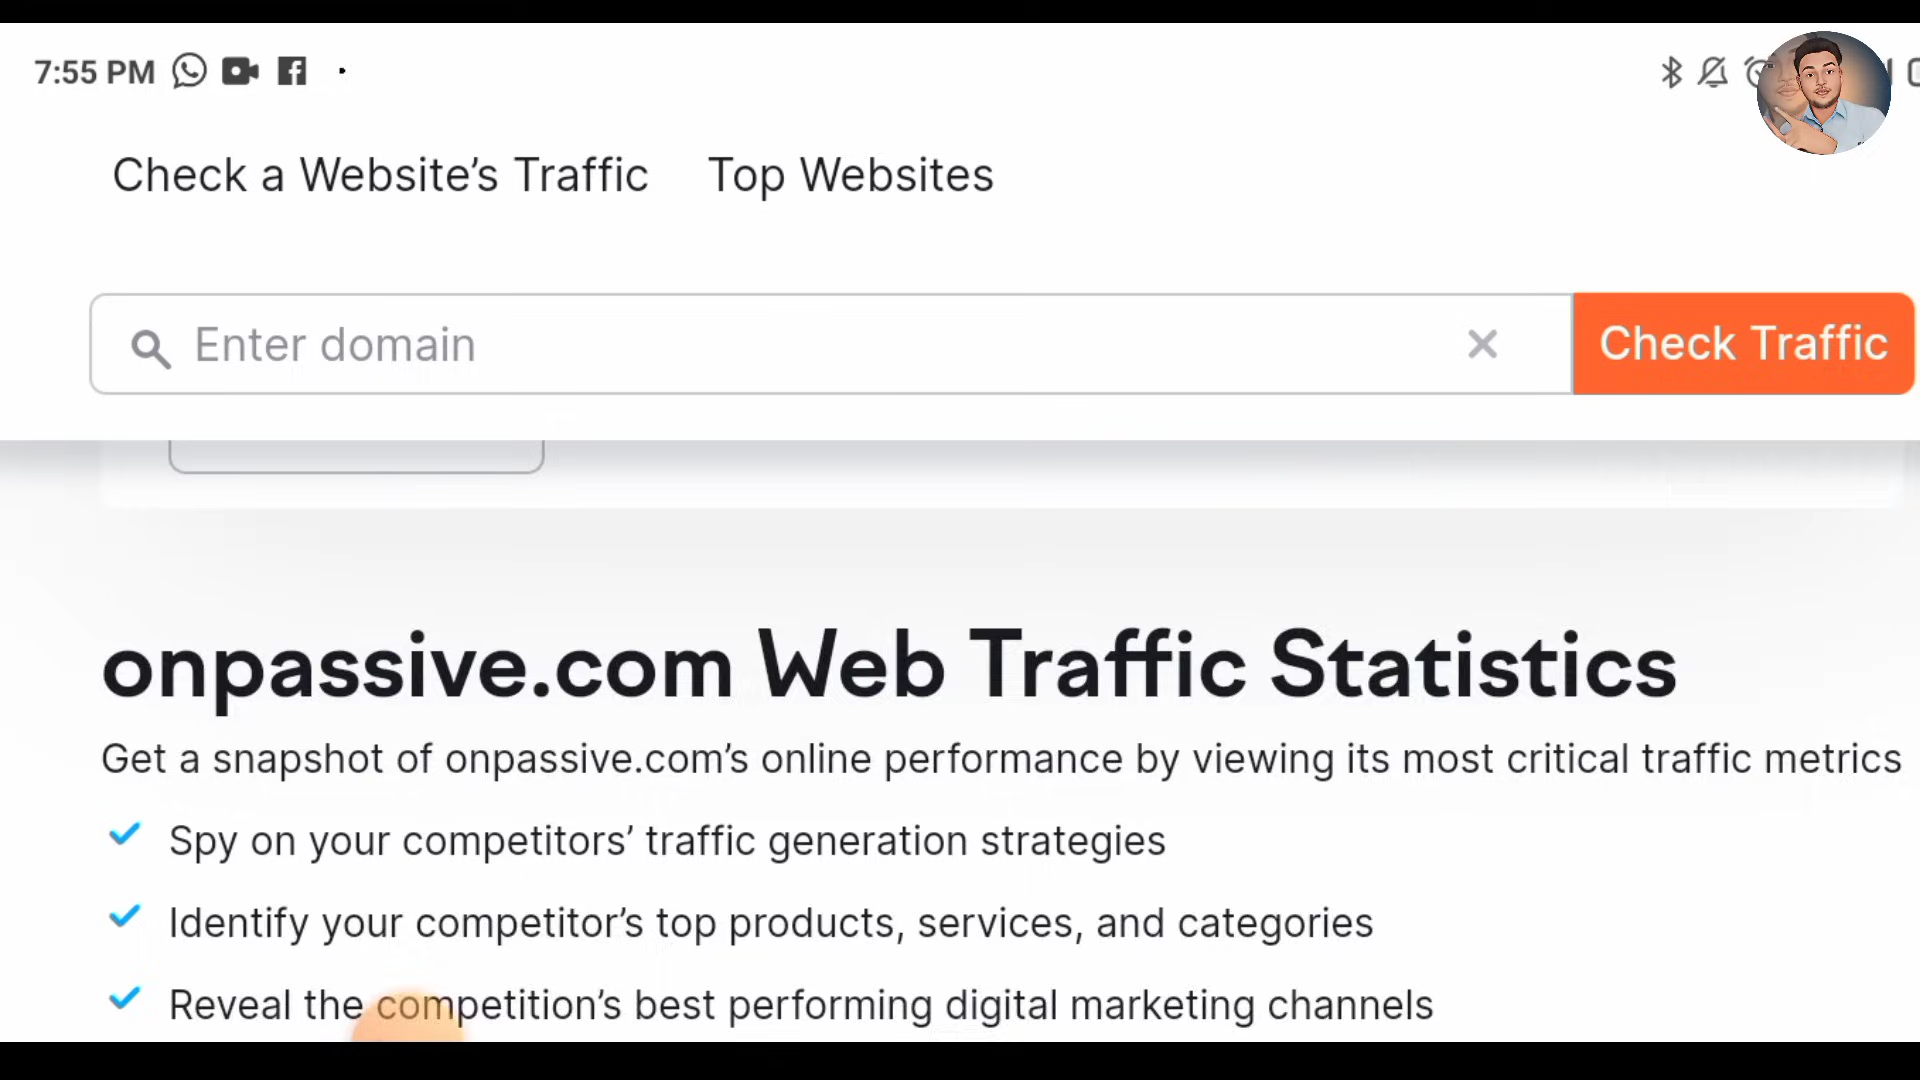 7:55 PM
Check a Website’s Traffic Top Websites
Enter domain
Check Traffic
onpassive.com Web Traffic Statistics
Get a snapshot of onpassive.com’s online performance by viewing its most critical traffic metrics
Spy on your competitors’ traffic generation strategies
Identify your competitor’s top products, services, and categories
Reveal the competition’s best performing digital marketing channels